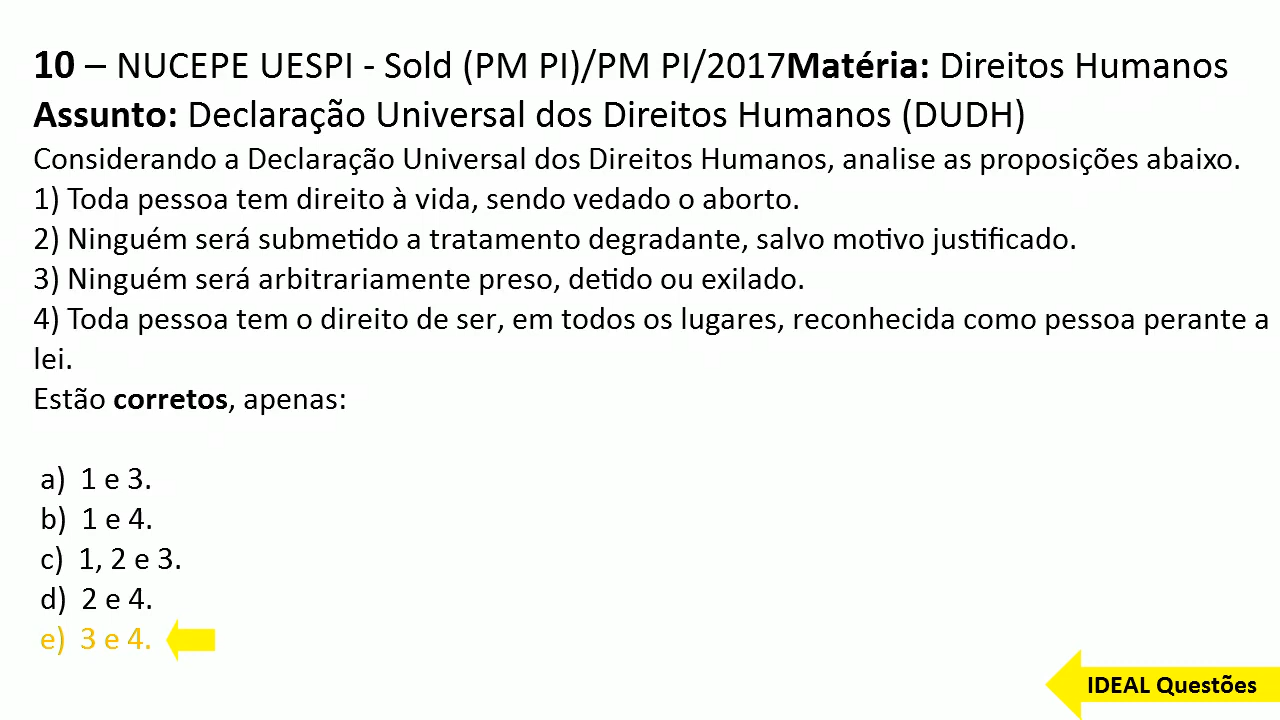 10 – NUCEPE UESPI - Sold (PM PI)/PM PI/2017Matéria: Direitos Humanos
Assunto: Declaração Universal dos Direitos Humanos (DUDH)
Considerando a Declaração Universal dos Direitos Humanos, analise as proposições abaixo.
1) Toda pessoa tem direito à vida, sendo vedado o aborto.
2) Ninguém será submetido a tratamento degradante, salvo motivo justificado.
3) Ninguém será arbitrariamente preso, detido ou exilado.
4) Toda pessoa tem o direito de ser, em todos os lugares, reconhecida como pessoa perante a
lei.
Estão corretos, apenas:
a) 1 e 3.
b) 1 e 4.
c) 1, 2 e 3.
d) 2 e 4.
e) 3 e 4.
IDEAL Questões